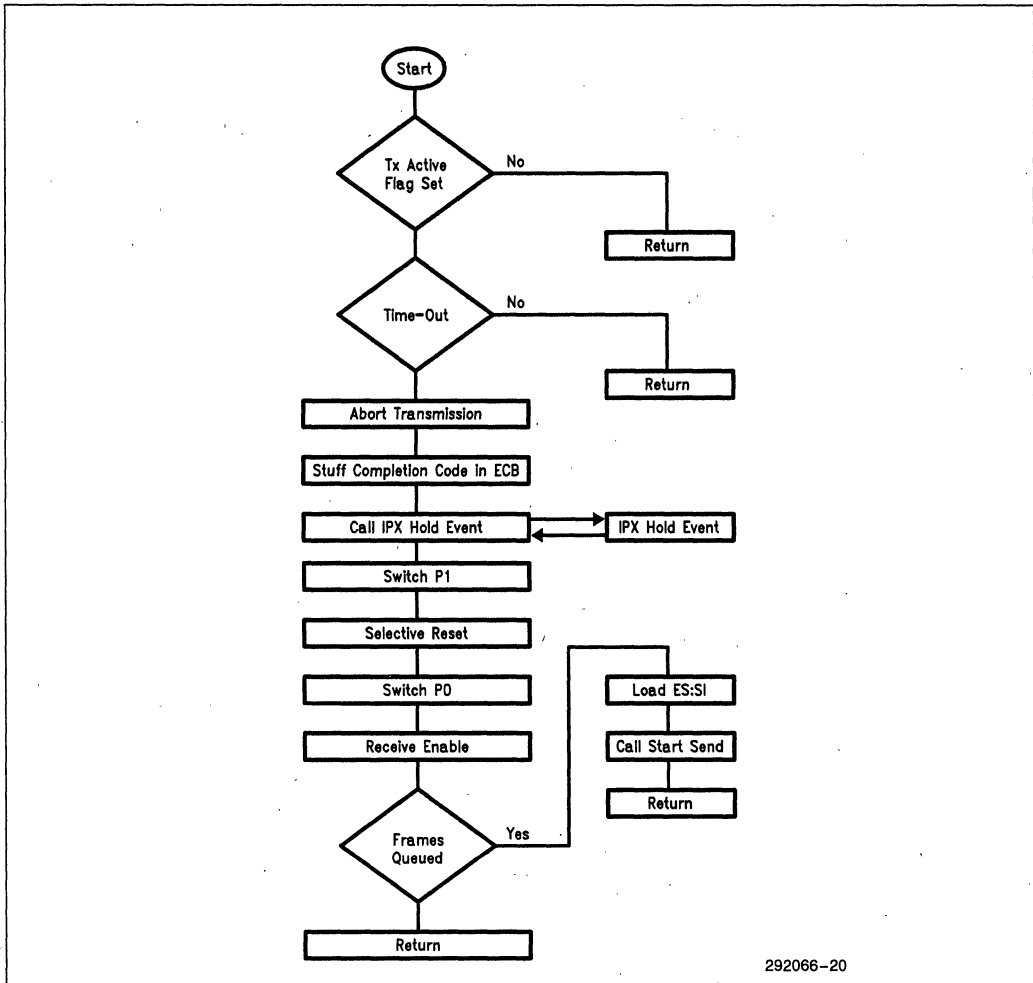 Start
Tx Active
Flag Set
No
Return
Time-Out
No
Return
Abort Transmission
Stuff Completion Code in ECB
Call IPX Hold Event
IPX Hold Event
Switch P1
Selective Reset
Switch P0
Receive Enable
Frames
Queued
Yes
Load ES:SI
Call Start Send
Return
Return
292066-20